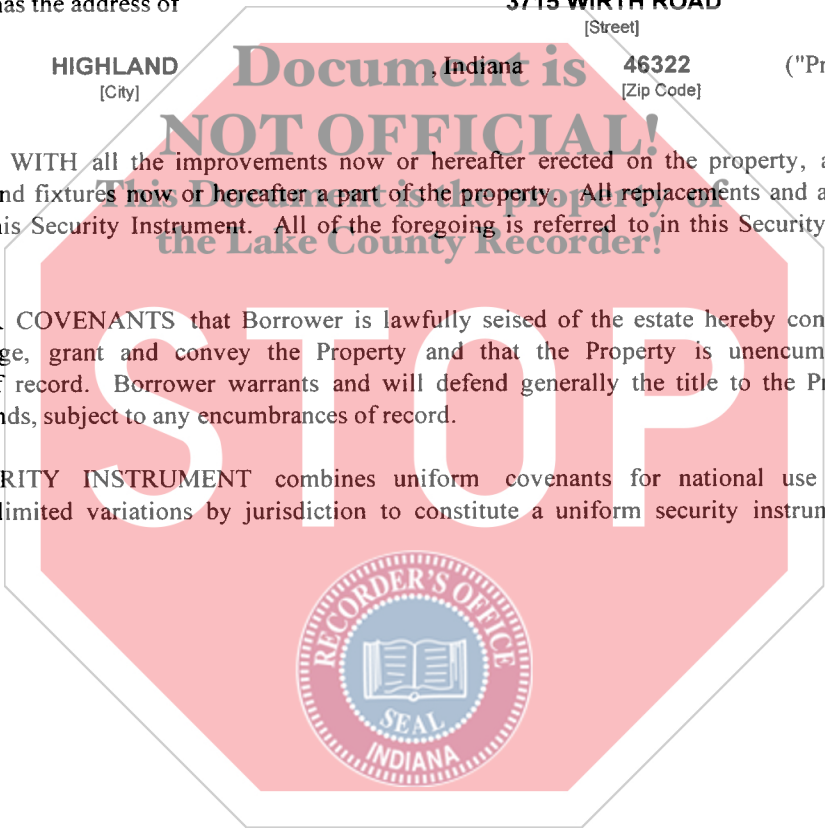 has the address of 3715 WIRTH ROAD
[Street]
HIGHLAND , Indiana 46322 ("Pr
[City] [Zip Code]
Document is
NOT OFFICIAL!
This Document is the property of
the Lake County Recorder!
WITH all the improvements now or hereafter erected on the property, a
nd fixtures now or hereafter a part of the property. All replacements and a
is Security Instrument. All of the foregoing is referred to in this Security
COVENANTS that Borrower is lawfully seised of the estate hereby con
ge, grant and convey the Property and that the Property is unencum
f record. Borrower warrants and will defend generally the title to the Pr
nds, subject to any encumbrances of record.
RITY INSTRUMENT combines uniform covenants for national use
limited variations by jurisdiction to constitute a uniform security instrum
STOP
RECORDER'S OFFICE
SEAL
INDIANA